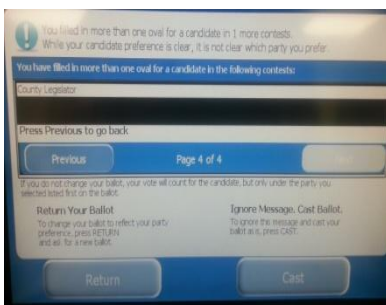 You filled in more than one oval for a candidate in 1 more contests.
While your candidate preference is clear, it is not clear which party you prefer.
You have filled in more than one oval for a candidate in the following contests:
County Legislator
Press Previous to go back
Previous
Page 4 of 4
If you do not change your ballot, your vote will count for the candidate, but only under the party you
selected listed first on the ballot.
Return Your Ballot
To change your ballot to reflect your party
preference, press RETURN
and ask for a new ballot.
Ignore Message, Cast Ballot.
To ignore this message and cast your
ballot as is, press CAST.
Return
Cast